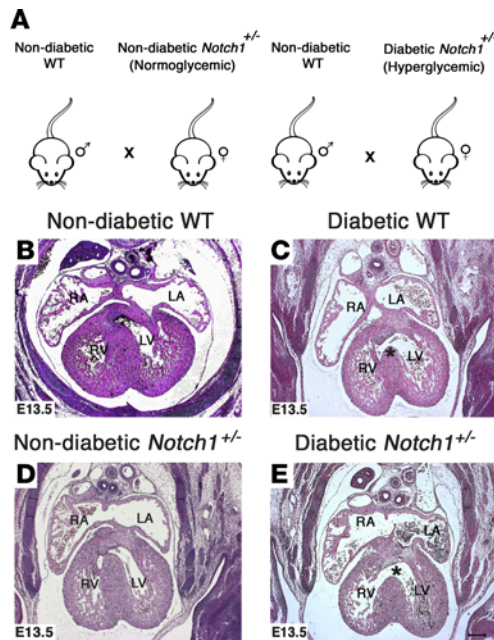 A
Non-diabetic WT
Non-diabetic Notch1+/- (Normoglycemic)
Non-diabetic WT
Diabetic Notch1+/- (Hyperglycemic)
♂ x ♀ ♂ x ♀
Non-diabetic WT
Diabetic WT
B
RA
LA
RV
LV
E13.5
C
RA
LA
*
RV
LV
E13.5
Non-diabetic Notch1+/-
Diabetic Notch1+/-
D
RA
LA
RV
LV
E13.5
E
RA
LA
*
RV
LV
E13.5